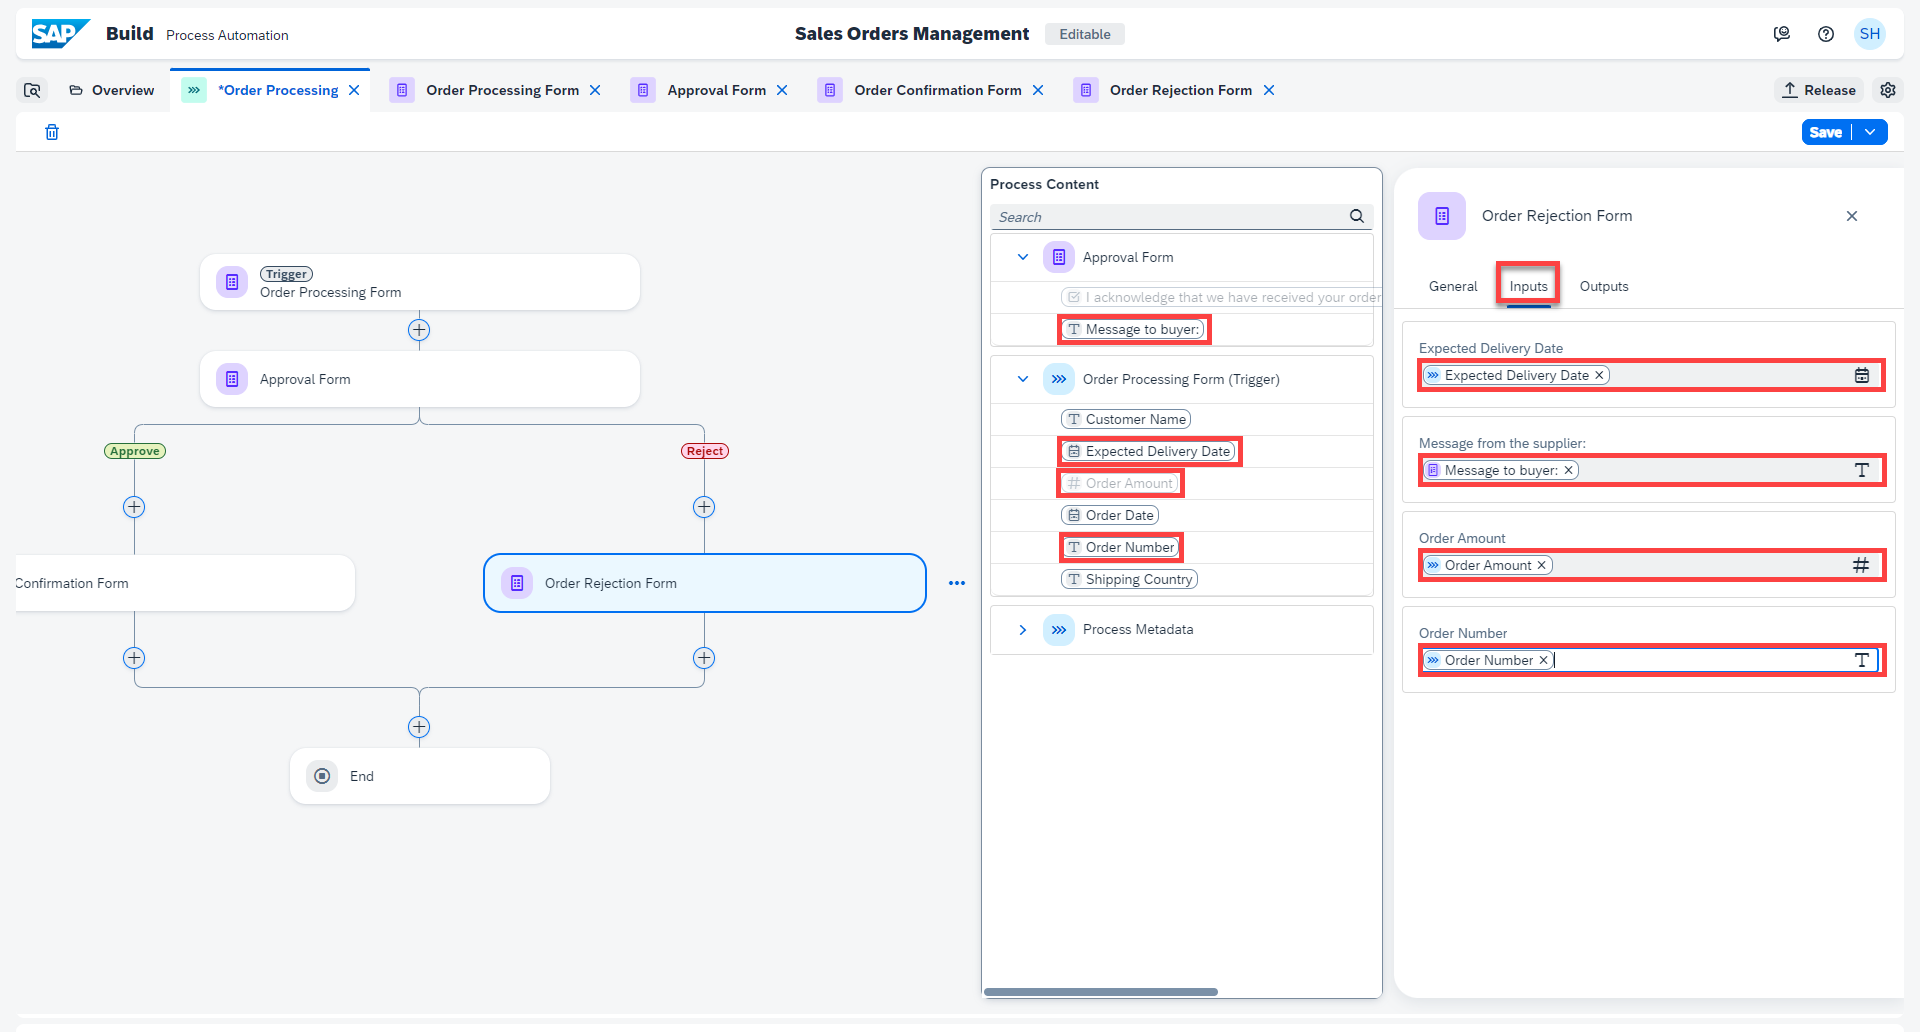 SAP Build Process Automation
Sales Orders Management Editable
SH
Overview *Order Processing Order Processing Form Approval Form Order Confirmation Form Order Rejection Form Release
Save
Trigger
Order Processing Form
Approval Form
Approve
Reject
Confirmation Form
Order Rejection Form
End
Process Content
Search
Approval Form
I acknowledge that we have received your order
Message to buyer:
Order Processing Form (Trigger)
Customer Name
Expected Delivery Date
# Order Amount
Order Date
Order Number
Shipping Country
Process Metadata
Order Rejection Form
General Inputs Outputs
Expected Delivery Date
Expected Delivery Date
Message from the supplier:
Message to buyer:
Order Amount
Order Amount
Order Number
Order Number